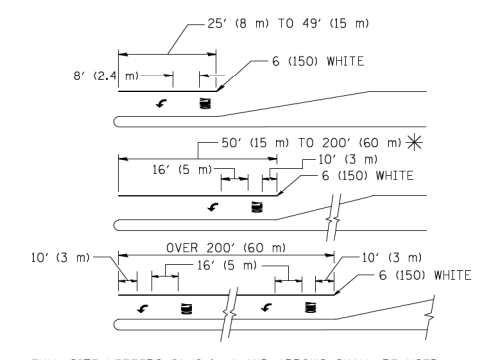 25' (8 m) TO 49' (15 m)
8' (2.4 m)
6 (150) WHITE
50' (15 m) TO 200' (60 m)
16' (5 m)
10' (3 m)
6 (150) WHITE
OVER 200' (60 m)
10' (3 m)
16' (5 m)
10' (3 m)
6 (150) WHITE